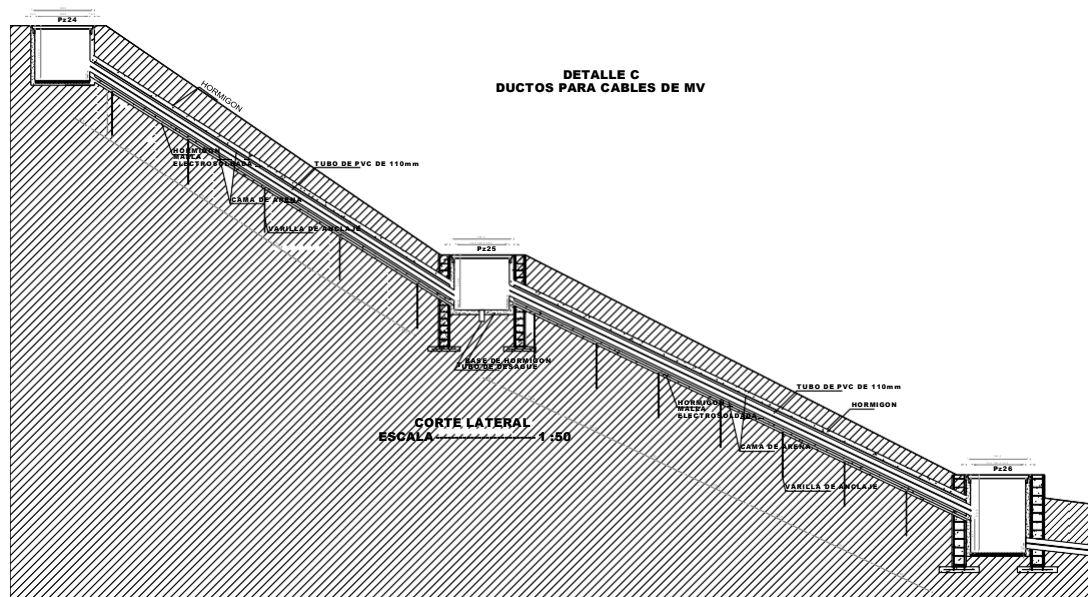 Pz24
DETALLE C
DUCTOS PARA CABLES DE MV
HORMIGON
HORMIGON
MALLA
ELECTROSOLDADA
TUBO DE PVC DE 110mm
CAMA DE ARENA
VARILLA DE ANCLAJE
Pz25
BASE DE HORMIGON
TUBO DE DESAGUE
TUBO DE PVC DE 110mm
HORMIGON
HORMIGON
MALLA
ELECTROSOLDADA
CORTE LATERAL
ESCALA 1:50
CAMA DE ARENA
Pz26
VARILLA DE ANCLAJE